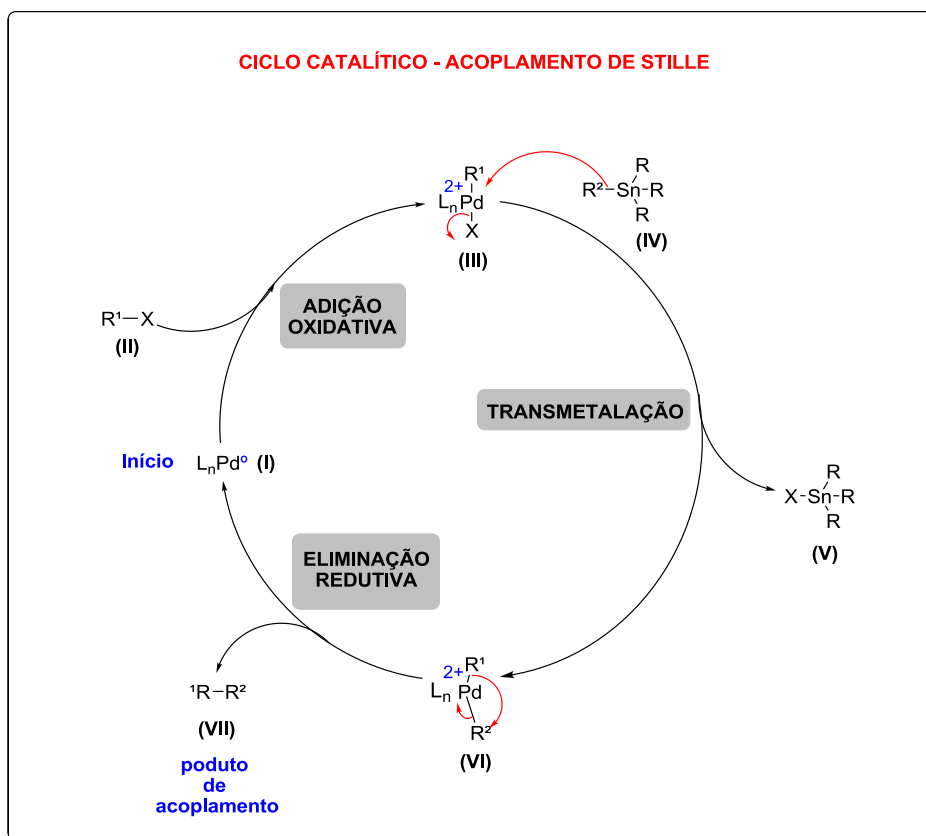 CICLO CATALÍTICO - ACOPLAMENTO DE STILLE
R¹
2+
LₙPd
X
(III)
R
R²-Sn-R
R
(IV)
ADIÇÃO
OXIDATIVA
R¹—X
(II)
TRANSMETALAÇÃO
Início LₙPdº (I)
R
X-Sn-R
R
(V)
ELIMINAÇÃO
REDUTIVA
2+
R¹
Lₙ Pd
R²
(VI)
¹R—R²
(VII)
poduto
de
acoplamento